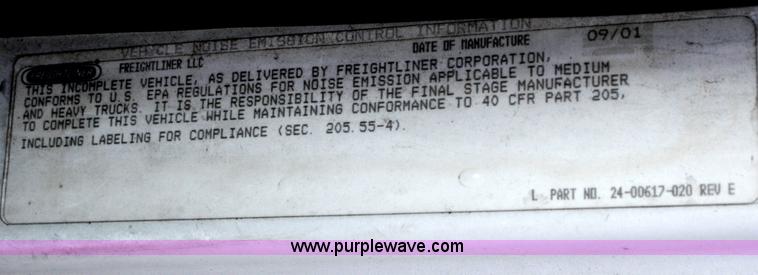 VEHICLE NOISE EMISSION CONTROL INFORMATION
FREIGHTLINER LLC DATE OF MANUFACTURE 09/01
THIS INCOMPLETE VEHICLE, AS DELIVERED BY FREIGHTLINER CORPORATION,
CONFORMS TO U.S. EPA REGULATIONS FOR NOISE EMISSION APPLICABLE TO MEDIUM
AND HEAVY TRUCKS. IT IS THE RESPONSIBILITY OF THE FINAL STAGE MANUFACTURER
TO COMPLETE THIS VEHICLE WHILE MAINTAINING CONFORMANCE TO 40 CFR PART 205,
INCLUDING LABELING FOR COMPLIANCE (SEC. 205.55-4).
L PART NO. 24-00617-020 REV E
www.purplewave.com